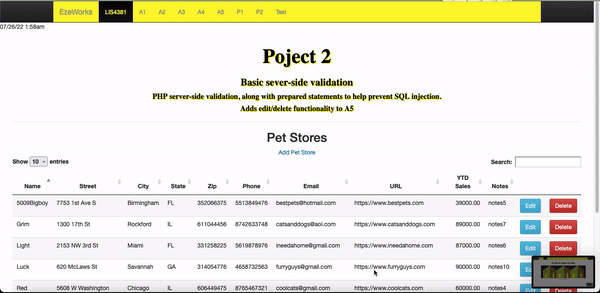 EzaWorks LIS4381 A1 A2 A3 A4 A5 P1 P2 Test
07/26/22 1:58am
Poject 2
Basic sever-side validation
PHP server-side validation, along with prepared statements to help prevent SQL injection.
Adds edit/delete functionality to A5
Pet Stores
Add Pet Store
Show 10 entries Search:
Name Street City State Zip Phone Email URL YTD Sales Notes
5009Bigboy 7753 1st Ave S Birmingham FL 352066375 5513849476 bestpets@hotmail.com https://www.bestpets.com 39000.00 notes5 Edit Delete
Grim 1300 17th St Rockford IL 611044456 8742633748 catsanddogs@aol.com https://www.catsanddogs.com 89000.00 notes7 Edit Delete
Light 2153 NW 3rd St Miami FL 331258225 5619878976 ineedahome@gmail.com https://www.ineedahome.com 87000.00 notes6 Edit Delete
Luck 620 McLaws St Savannah GA 314054776 4658732563 furryguys@gmail.com https://www.furryguys.com 90000.00 notes10 Edit
Red 5608 W Washington Chicago IL 606449475 8765467321 coolcats@gmail.com https://www.coolcats.com 60000.00 notes4 Edit